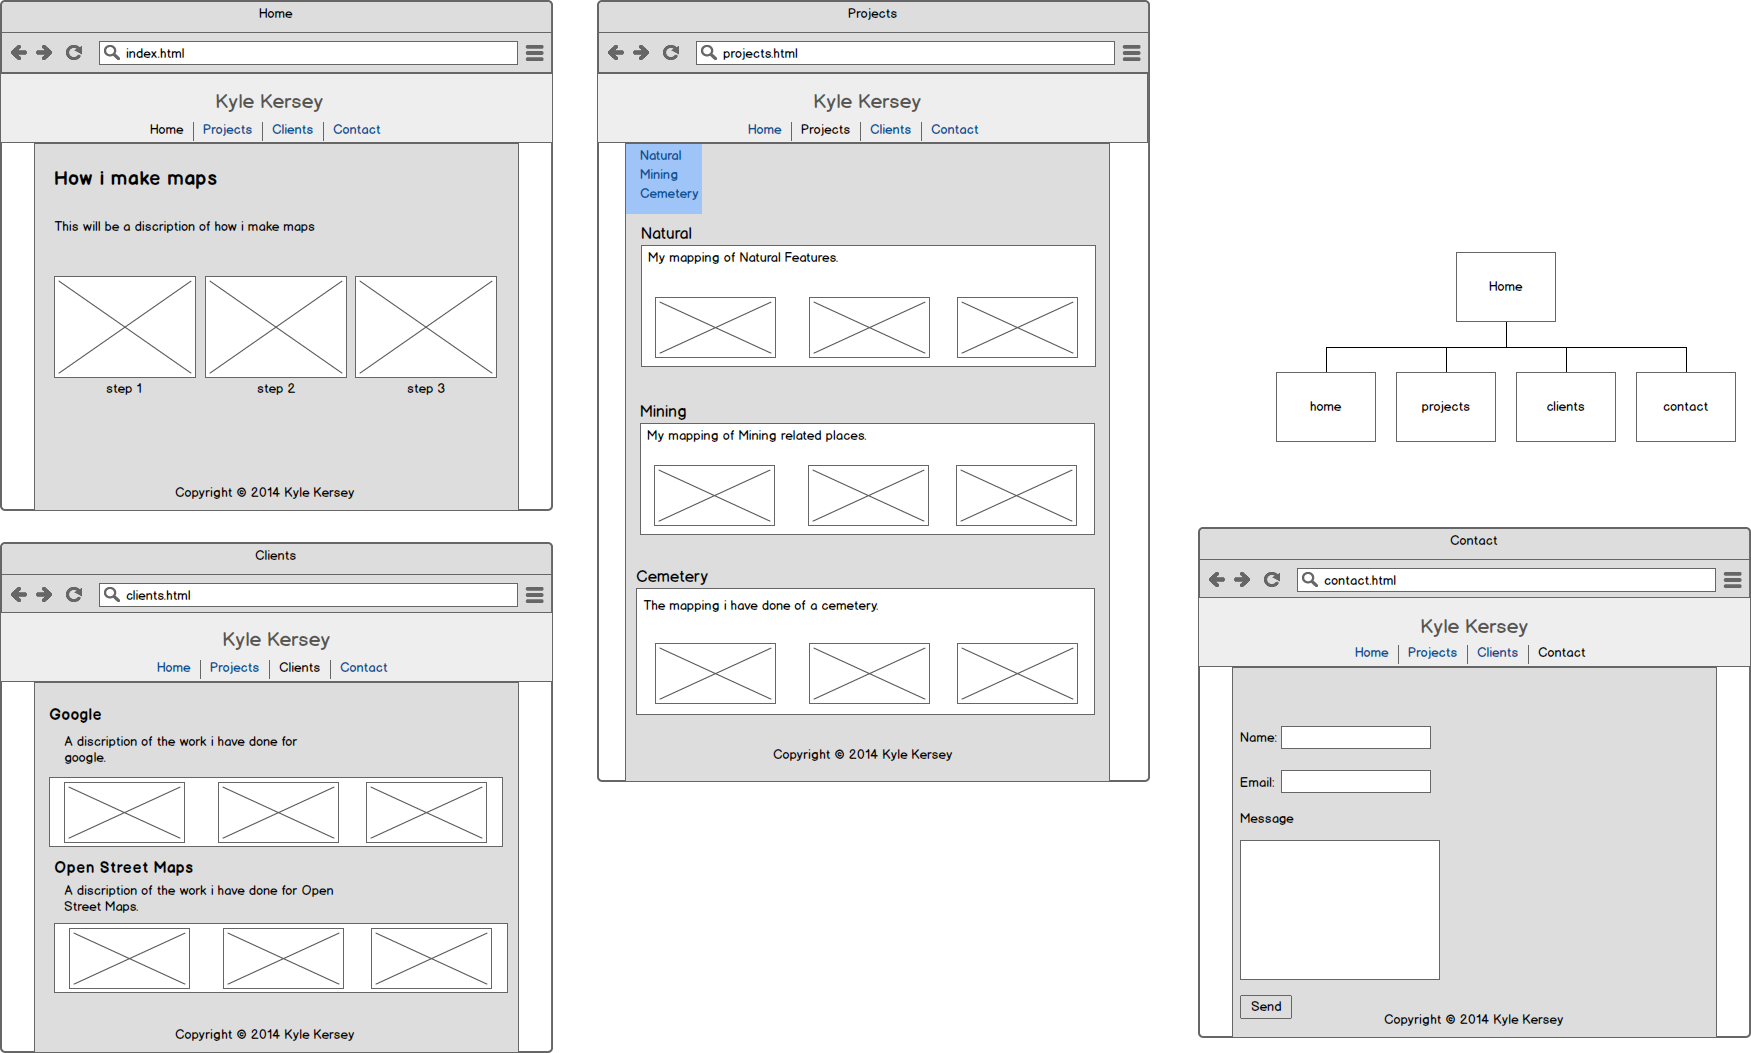 Home
index.html
Kyle Kersey
Home Projects Clients Contact
How i make maps
This will be a discription of how i make maps
step 1 step 2 step 3
Copyright © 2014 Kyle Kersey
Clients
clients.html
Kyle Kersey
Home Projects Clients Contact
Google
A discription of the work i have done for
google.
Open Street Maps
A discription of the work i have done for Open
Street Maps.
Copyright © 2014 Kyle Kersey
Projects
projects.html
Kyle Kersey
Home Projects Clients Contact
Natural
Mining
Cemetery
Natural
My mapping of Natural Features.
Mining
My mapping of Mining related places.
Cemetery
The mapping i have done of a cemetery.
Copyright © 2014 Kyle Kersey
Home
home projects clients contact
Contact
contact.html
Kyle Kersey
Home Projects Clients Contact
Name:
Email:
Message
Send
Copyright © 2014 Kyle Kersey